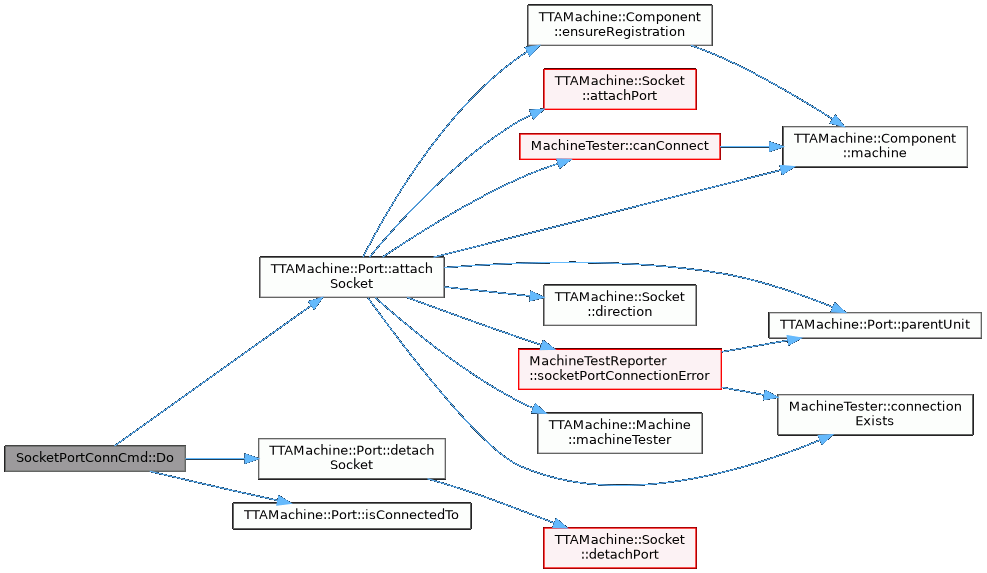 TTAMachine::Component
::ensureRegistration
TTAMachine::Socket
::attachPort
MachineTester::canConnect
TTAMachine::Component
::machine
TTAMachine::Port::attach
Socket
TTAMachine::Socket
::direction
TTAMachine::Port::parentUnit
MachineTestReporter
::socketPortConnectionError
MachineTester::connection
Exists
TTAMachine::Machine
::machineTester
SocketPortConnCmd::Do
TTAMachine::Port::detach
Socket
TTAMachine::Port::isConnectedTo
TTAMachine::Socket
::detachPort